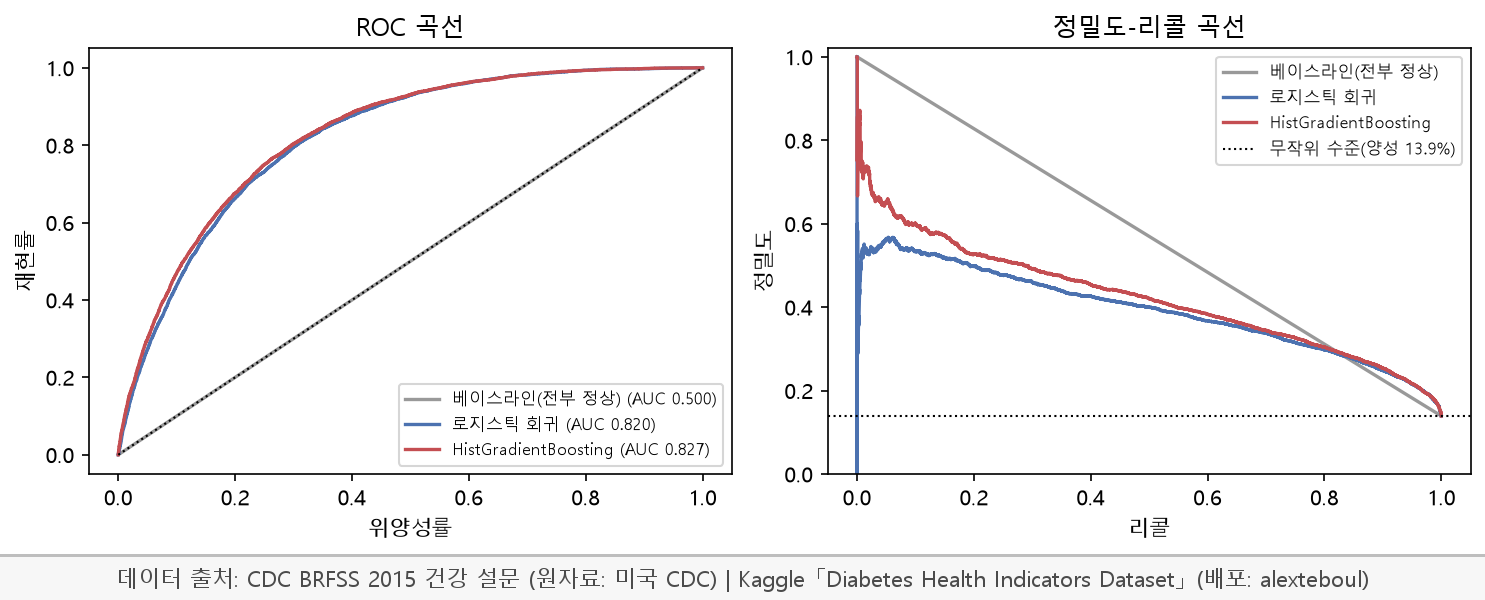 ROC 곡선
재현률
1.0
0.8
0.6
0.4
0.2
0.0
0.0 0.2 0.4 0.6 0.8 1.0
위양성률
베이스라인(전부 정상) (AUC 0.500)
로지스틱 회귀 (AUC 0.820)
HistGradientBoosting (AUC 0.827)
정밀도-리콜 곡선
정밀도
1.0
0.8
0.6
0.4
0.2
0.0
0.0 0.2 0.4 0.6 0.8 1.0
리콜
베이스라인(전부 정상)
로지스틱 회귀
HistGradientBoosting
무작위 수준(양성 13.9%)
데이터 출처: CDC BRFSS 2015 건강 설문 (원자료: 미국 CDC) | Kaggle「Diabetes Health Indicators Dataset」(배포: alexteboul)